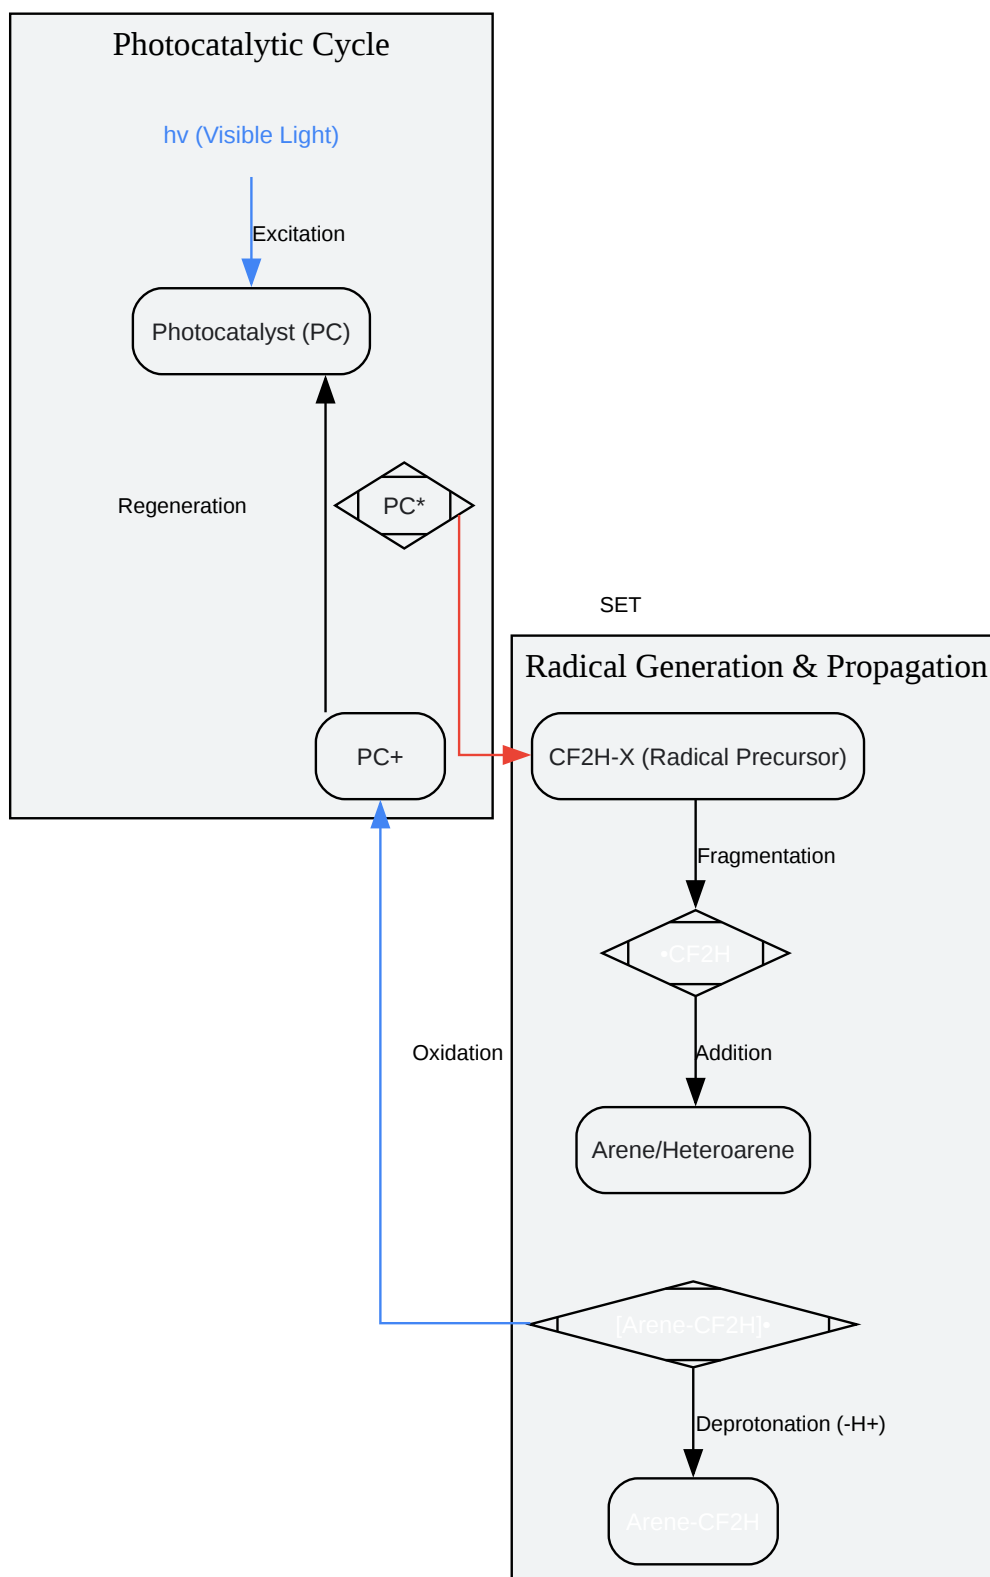 Photocatalytic Cycle
hv (Visible Light)
Excitation
Photocatalyst (PC)
Regeneration
PC*
SET
Radical Generation & Propagation
PC+
CF2H-X (Radical Precursor)
Fragmentation
•CF2H
Oxidation
Addition
Arene/Heteroarene
[Arene-CF2H]•
Deprotonation (-H+)
Arene-CF2H